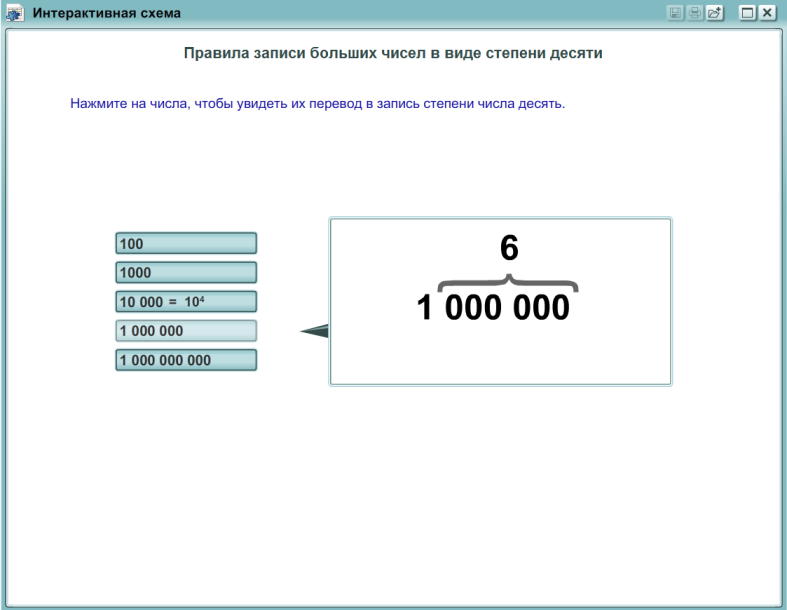 Интерактивная схема
Правила записи больших чисел в виде степени десяти
Нажмите на числа, чтобы увидеть их перевод в запись степени числа десять.
100
1000
10 000 = 10⁴
1 000 000
1 000 000 000
6
1 000 000